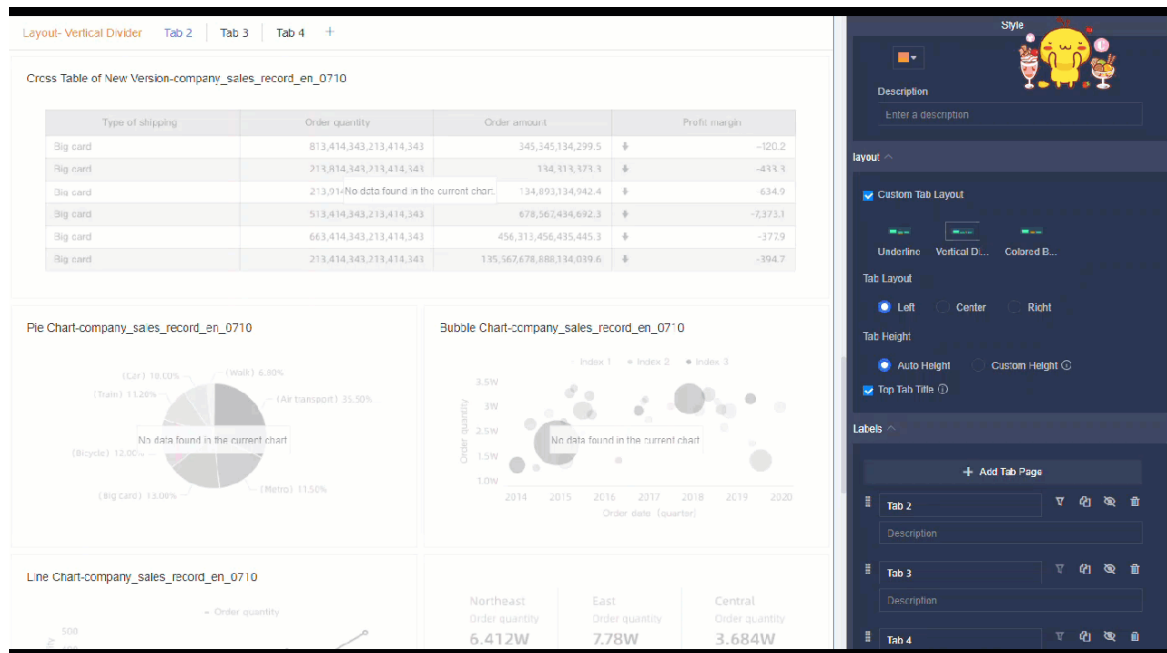 Layout- Vertical Divider Tab 2 Tab 3 Tab 4 +
Style
Description
Enter a description
Cross Table of New Version-company_sales_record_en_0710
Type of shipping Order quantity Order amount Profit margin
Big card 813,414,343,213,414,343 345,345,134,299.5 -120.2
Big card 213,814,343,213,414,343 134,313,373.3 -433.3
Big card 213,914 No data found in the current chart. 134,893,134,942.4 -634.9
Big card 513,414,343,213,414,343 678,567,434,692.3 -7,373.1
Big card 663,414,343,213,414,343 456,313,456,435,445.3 -377.9
Big card 213,414,343,213,414,343 135,567,678,888,134,039.6 -394.7
layout
Custom Tab Layout
Underline Vertical Di... Colored B...
Tab Layout
Left Center Right
Tab Height
Auto Height Custom Height
Top Tab Title
Pie Chart-company_sales_record_en_0710
(Walk) 6.80%
(Train) 11.20%
(Air transport) 35.50%
No data found in the current chart
(Bicycle) 12.00%
(Metro) 11.50%
(Big card) 13.00%
Bubble Chart-company_sales_record_en_0710
Index 1 Index 2 Index 3
Order quantity
3.5W
3W
2.5W
1.5W
1.0W
No data found in the current chart
2014 2015 2016 2017 2018 2019 2020
Order date (quarter)
Labels
+ Add Tab Page
Tab 2
Description
Tab 3
Description
Tab 4
Line Chart-company_sales_record_en_0710
Order quantity
500
Northeast East Central
Order quantity Order quantity Order quantity
6.412W 7.78W 3.684W